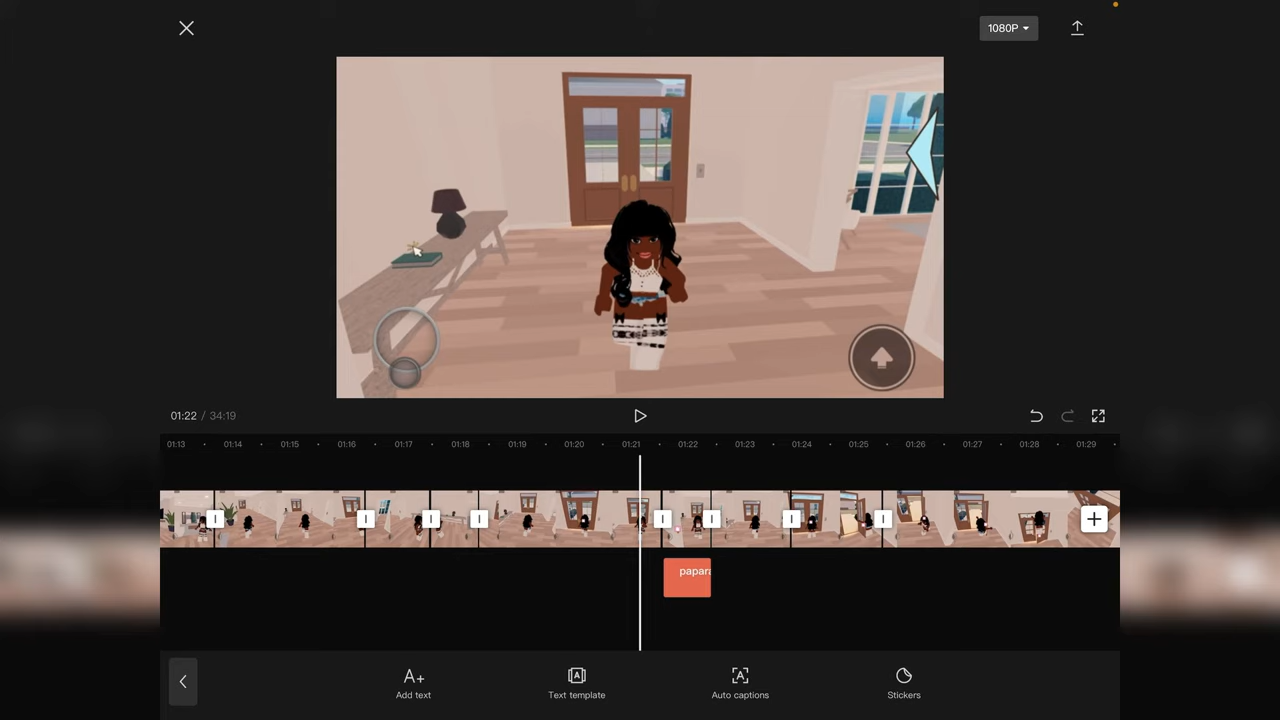 1080P
01:22 / 34:19
01:13 01:14 01:15 01:16 01:17 01:18 01:19 01:20 01:21 01:22 01:23 01:24 01:25 01:26 01:27 01:28 01:29
papara
A+ A A
Add text Text template Auto captions Stickers